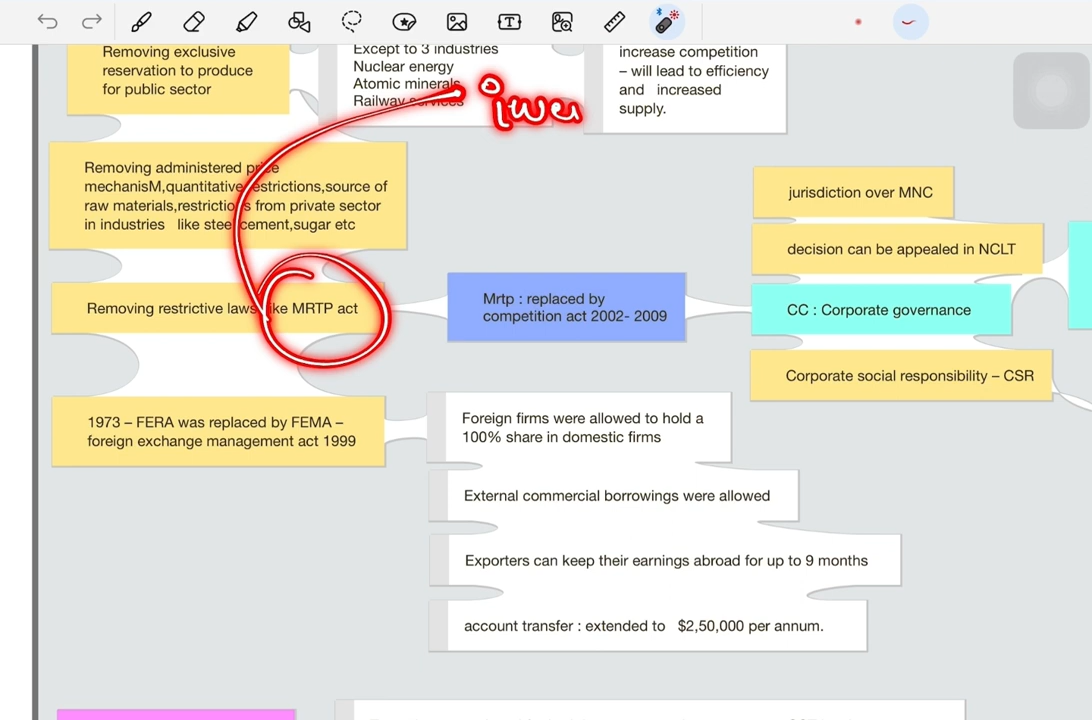 Removing exclusive
reservation to produce
for public sector
Except to 3 industries
Nuclear energy
Atomic minerals
Railway services
increase competition
– will lead to efficiency
and increased
supply.
Removing administered price
mechanisM,quantitative restrictions,source of
raw materials,restrictions from private sector
in industries like steel,cement,sugar etc
Removing restrictive laws like MRTP act
Mrtp : replaced by
competition act 2002- 2009
jurisdiction over MNC
decision can be appealed in NCLT
CC : Corporate governance
Corporate social responsibility – CSR
1973 – FERA was replaced by FEMA –
foreign exchange management act 1999
Foreign firms were allowed to hold a
100% share in domestic firms
External commercial borrowings were allowed
Exporters can keep their earnings abroad for up to 9 months
account transfer : extended to $2,50,000 per annum.